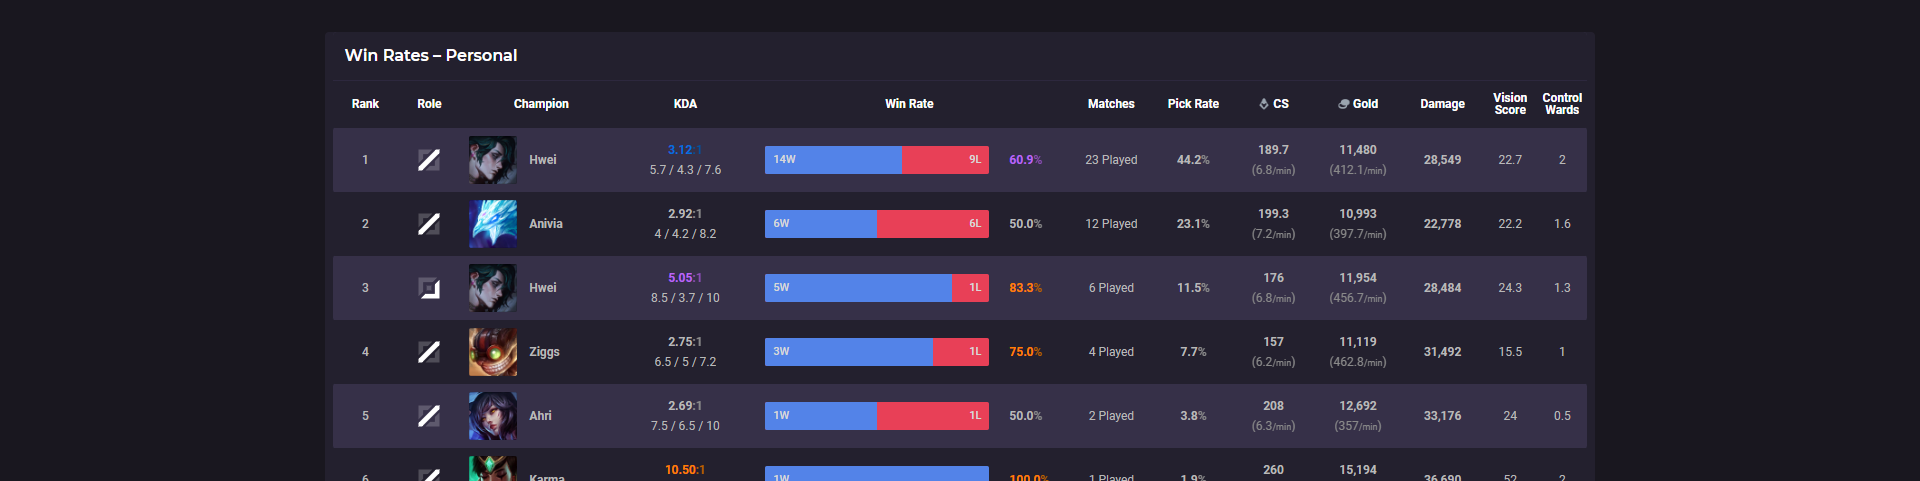 Win Rates – Personal
Rank Role Champion KDA Win Rate Matches Pick Rate CS Gold Damage Vision Score Control Wards
1 Hwei 3.12:1 5.7 / 4.3 / 7.6 14W 9L 60.9% 23 Played 44.2% 189.7 (6.8/min) 11,480 (412.1/min) 28,549 22.7 2
2 Anivia 2.92:1 4 / 4.2 / 8.2 6W 6L 50.0% 12 Played 23.1% 199.3 (7.2/min) 10,993 (397.7/min) 22,778 22.2 1.6
3 Hwei 5.05:1 8.5 / 3.7 / 10 5W 1L 83.3% 6 Played 11.5% 176 (6.8/min) 11,954 (456.7/min) 28,484 24.3 1.3
4 Ziggs 2.75:1 6.5 / 5 / 7.2 3W 1L 75.0% 4 Played 7.7% 157 (6.2/min) 11,119 (462.8/min) 31,492 15.5 1
5 Ahri 2.69:1 7.5 / 6.5 / 10 1W 1L 50.0% 2 Played 3.8% 208 (6.3/min) 12,692 (357/min) 33,176 24 0.5
6 Karma 10.50:1 1W 100.0% 1 Played 1.9% 260 15,194 36,690 52 2